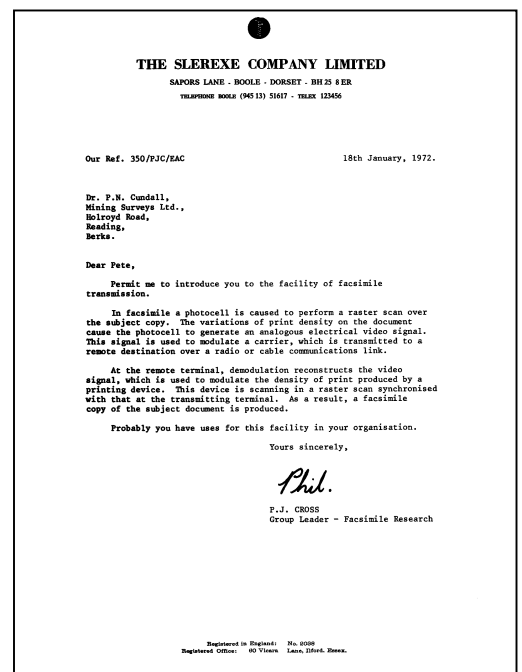 THE SLEREXE COMPANY LIMITED
SAPORS LANE - BOOLE - DORSET - BH 25 8 ER
TELEPHONE BOOLE (945 13) 51617 - TELEX 123456
Our Ref. 350/PJC/EAC 18th January, 1972.
Dr. P.N. Cundall,
Mining Surveys Ltd.,
Holroyd Road,
Reading,
Berks.
Dear Pete,
Permit me to introduce you to the facility of facsimile
transmission.
In facsimile a photocell is caused to perform a raster scan over
the subject copy. The variations of print density on the document
cause the photocell to generate an analogous electrical video signal.
This signal is used to modulate a carrier, which is transmitted to a
remote destination over a radio or cable communications link.
At the remote terminal, demodulation reconstructs the video
signal, which is used to modulate the density of print produced by a
printing device. This device is scanning in a raster scan synchronised
with that at the transmitting terminal. As a result, a facsimile
copy of the subject document is produced.
Probably you have uses for this facility in your organisation.
Yours sincerely,
Phil.
P.J. CROSS
Group Leader - Facsimile Research
Registered in England: No. 2038
Registered Office: 60 Vicara Lane, Ilford. Essex.